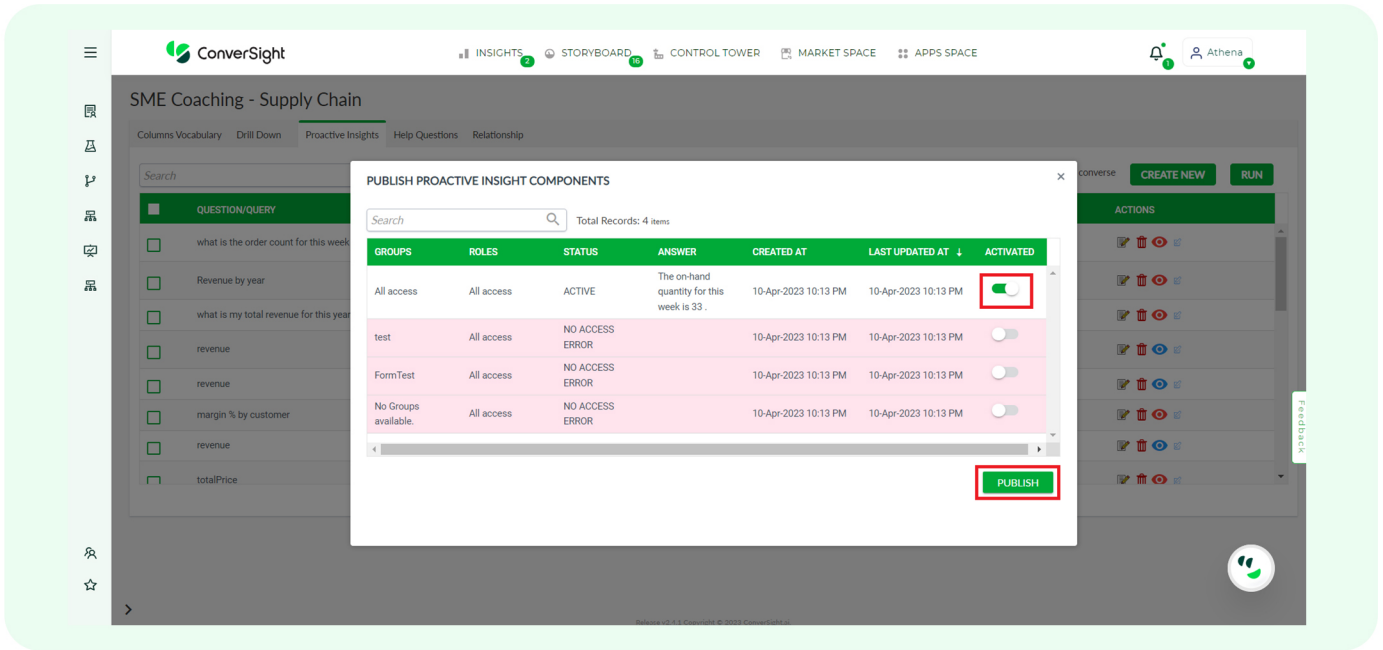 ConverSight
INSIGHTS 2
STORYBOARD 16
CONTROL TOWER
MARKET SPACE
APPS SPACE
1
Athena
SME Coaching - Supply Chain
Columns Vocabulary Drill Down Proactive Insights Help Questions Relationship
Search
converse
CREATE NEW
RUN
QUESTION/QUERY
ACTIONS
what is the order count for this week
Revenue by year
what is my total revenue for this year
revenue
revenue
margin % by customer
revenue
totalPrice
PUBLISH PROACTIVE INSIGHT COMPONENTS
×
Search
Total Records: 4 items
GROUPS ROLES STATUS ANSWER CREATED AT LAST UPDATED AT ↓ ACTIVATED
All access All access ACTIVE The on-hand
quantity for this
week is 33 .
10-Apr-2023 10:13 PM 10-Apr-2023 10:13 PM
test All access NO ACCESS
ERROR
10-Apr-2023 10:13 PM 10-Apr-2023 10:13 PM
FormTest All access NO ACCESS
ERROR
10-Apr-2023 10:13 PM 10-Apr-2023 10:13 PM
No Groups
available.
All access NO ACCESS
ERROR
10-Apr-2023 10:13 PM 10-Apr-2023 10:13 PM
PUBLISH
Feedback
Release v2.1.1 Copyright © 2023 ConverSight.ai